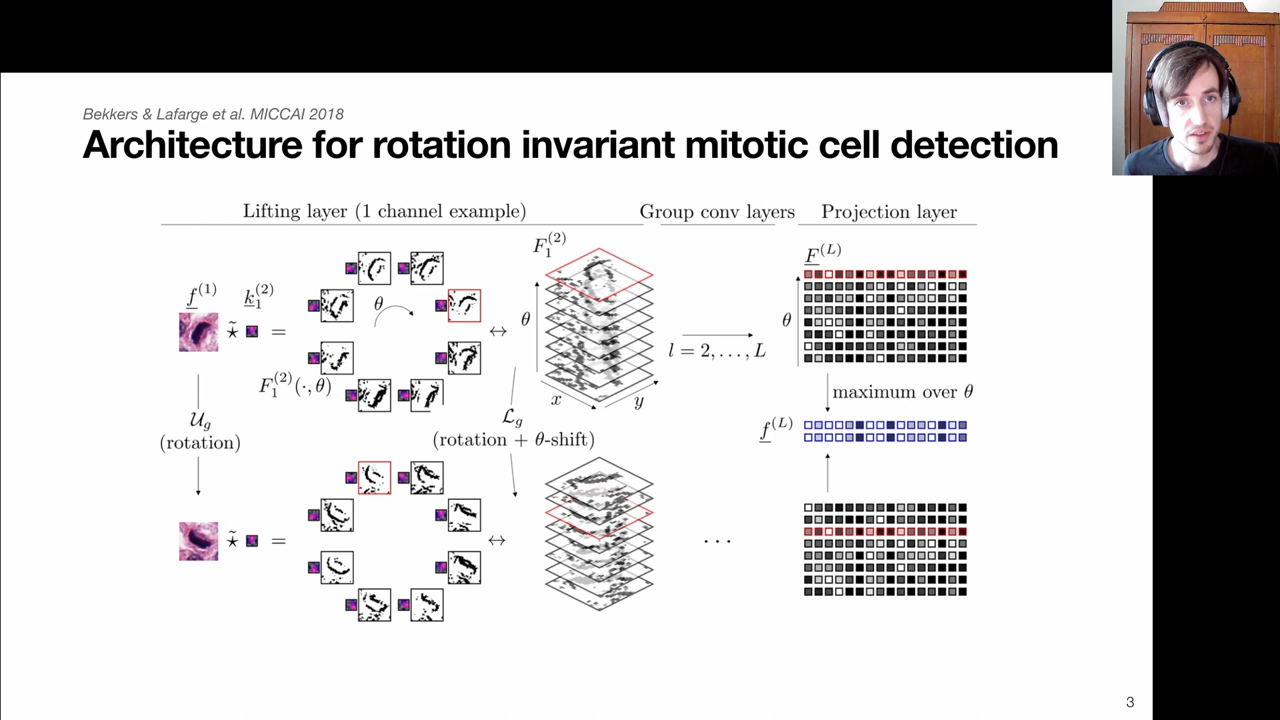 Bekkers & Lafarge et al. MICCAI 2018
Architecture for rotation invariant mitotic cell detection
Lifting layer (1 channel example)
Group conv layers
Projection layer
f^(1)
k_1^(2)
⋆̃
=
θ
F_1^(2)(·, θ)
↔
F_1^(2)
θ
x
y
l = 2, . . . , L
F^(L)
θ
maximum over θ
f^(L)
U_g
(rotation)
L_g
(rotation + θ-shift)
⋆̃
=
↔
. . .
3